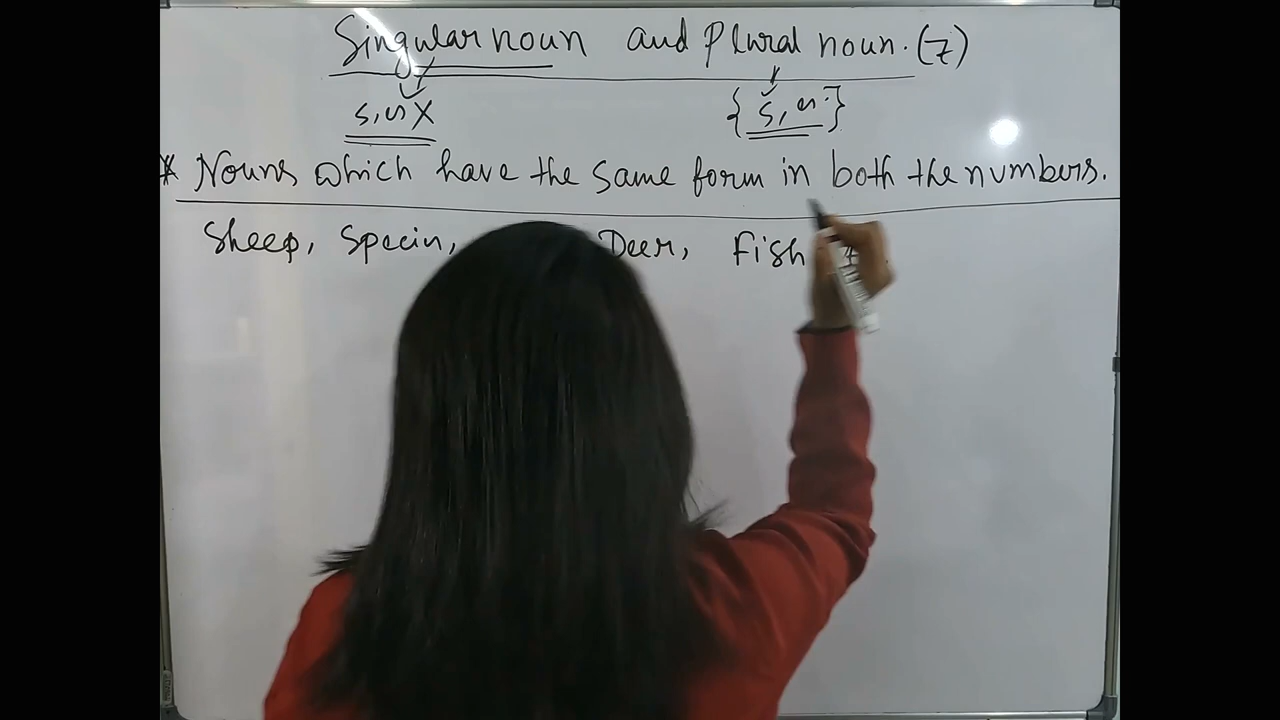 Singular noun and Plural noun. (7)
s, es X { s, es. }
* Nouns which have the same form in both the numbers.
Sheep, Specin, Deer, Fish